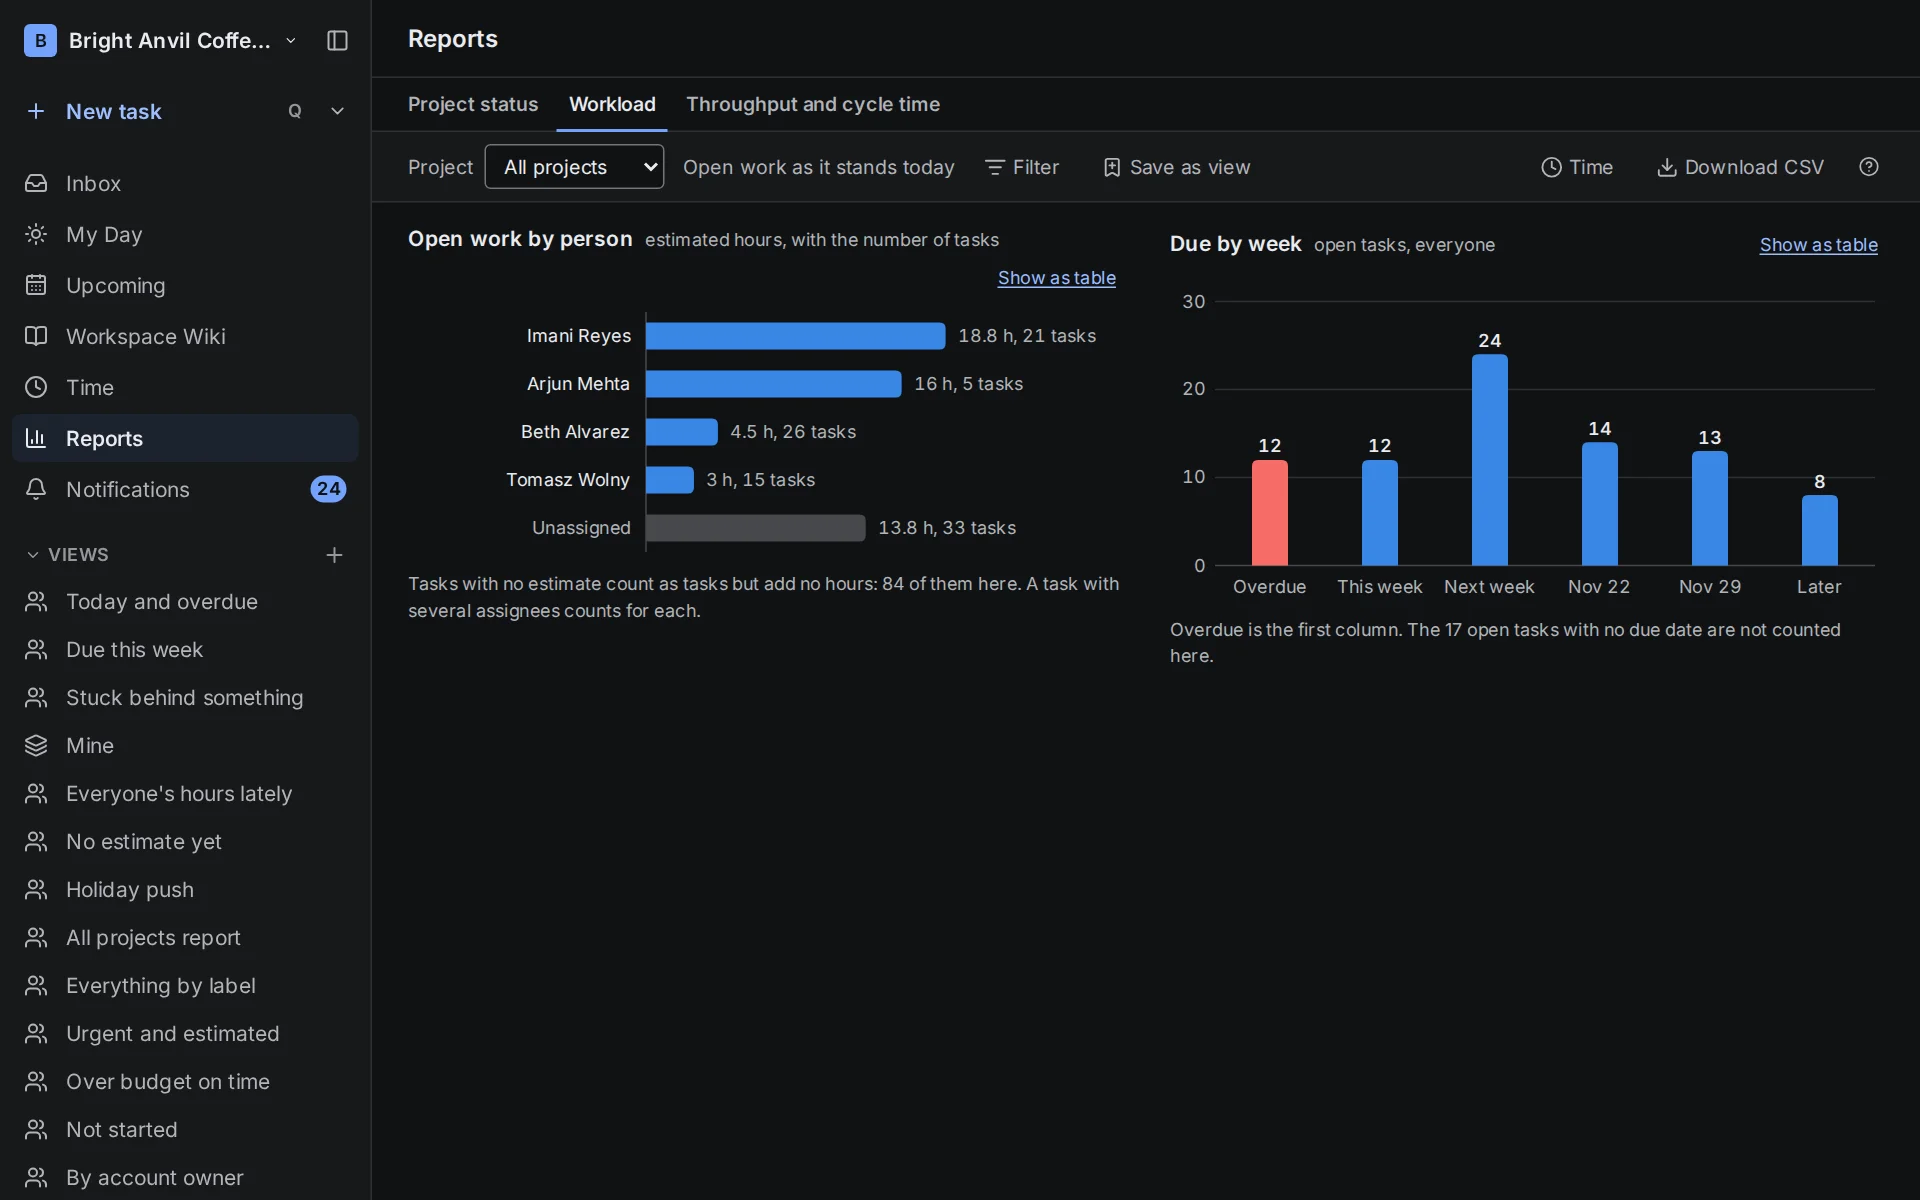 B
Bright Anvil Coffe...
New task
Q
Inbox
My Day
Upcoming
Workspace Wiki
Time
Reports
Notifications
24
VIEWS
Today and overdue
Due this week
Stuck behind something
Mine
Everyone's hours lately
No estimate yet
Holiday push
All projects report
Everything by label
Urgent and estimated
Over budget on time
Not started
By account owner
Reports
Project status
Workload
Throughput and cycle time
Project
All projects
Open work as it stands today
Filter
Save as view
Time
Download CSV
Open work by person estimated hours, with the number of tasks
Show as table
Imani Reyes 18.8 h, 21 tasks
Arjun Mehta 16 h, 5 tasks
Beth Alvarez 4.5 h, 26 tasks
Tomasz Wolny 3 h, 15 tasks
Unassigned 13.8 h, 33 tasks
Tasks with no estimate count as tasks but add no hours: 84 of them here. A task with
several assignees counts for each.
Due by week open tasks, everyone
Show as table
30
20
10
0
12
12
24
14
13
8
Overdue
This week
Next week
Nov 22
Nov 29
Later
Overdue is the first column. The 17 open tasks with no due date are not counted
here.